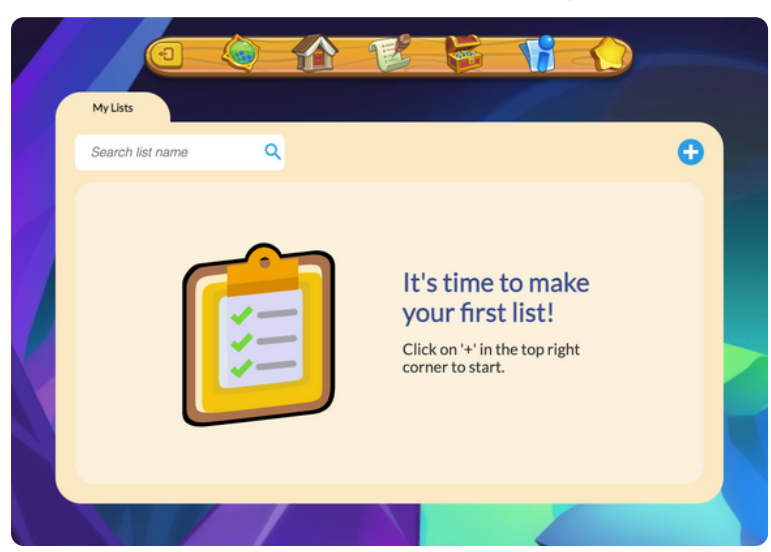 My Lists
Search list name
It's time to make
your first list!
Click on '+' in the top right
corner to start.